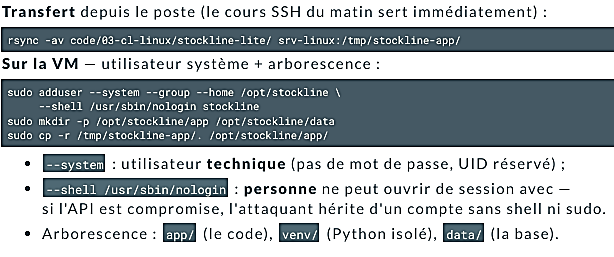 Transfert depuis le poste (le cours SSH du matin sert immédiatement) :
rsync -av code/03-cl-linux/stockline-lite/ srv-linux:/tmp/stockline-app/
Sur la VM — utilisateur système + arborescence :
sudo adduser --system --group --home /opt/stockline \
--shell /usr/sbin/nologin stockline
sudo mkdir -p /opt/stockline/app /opt/stockline/data
sudo cp -r /tmp/stockline-app/. /opt/stockline/app/
• --system : utilisateur technique (pas de mot de passe, UID réservé) ;
• --shell /usr/sbin/nologin : personne ne peut ouvrir de session avec —
si l'API est compromise, l'attaquant hérite d'un compte sans shell ni sudo.
• Arborescence : app/ (le code), venv/ (Python isolé), data/ (la base).